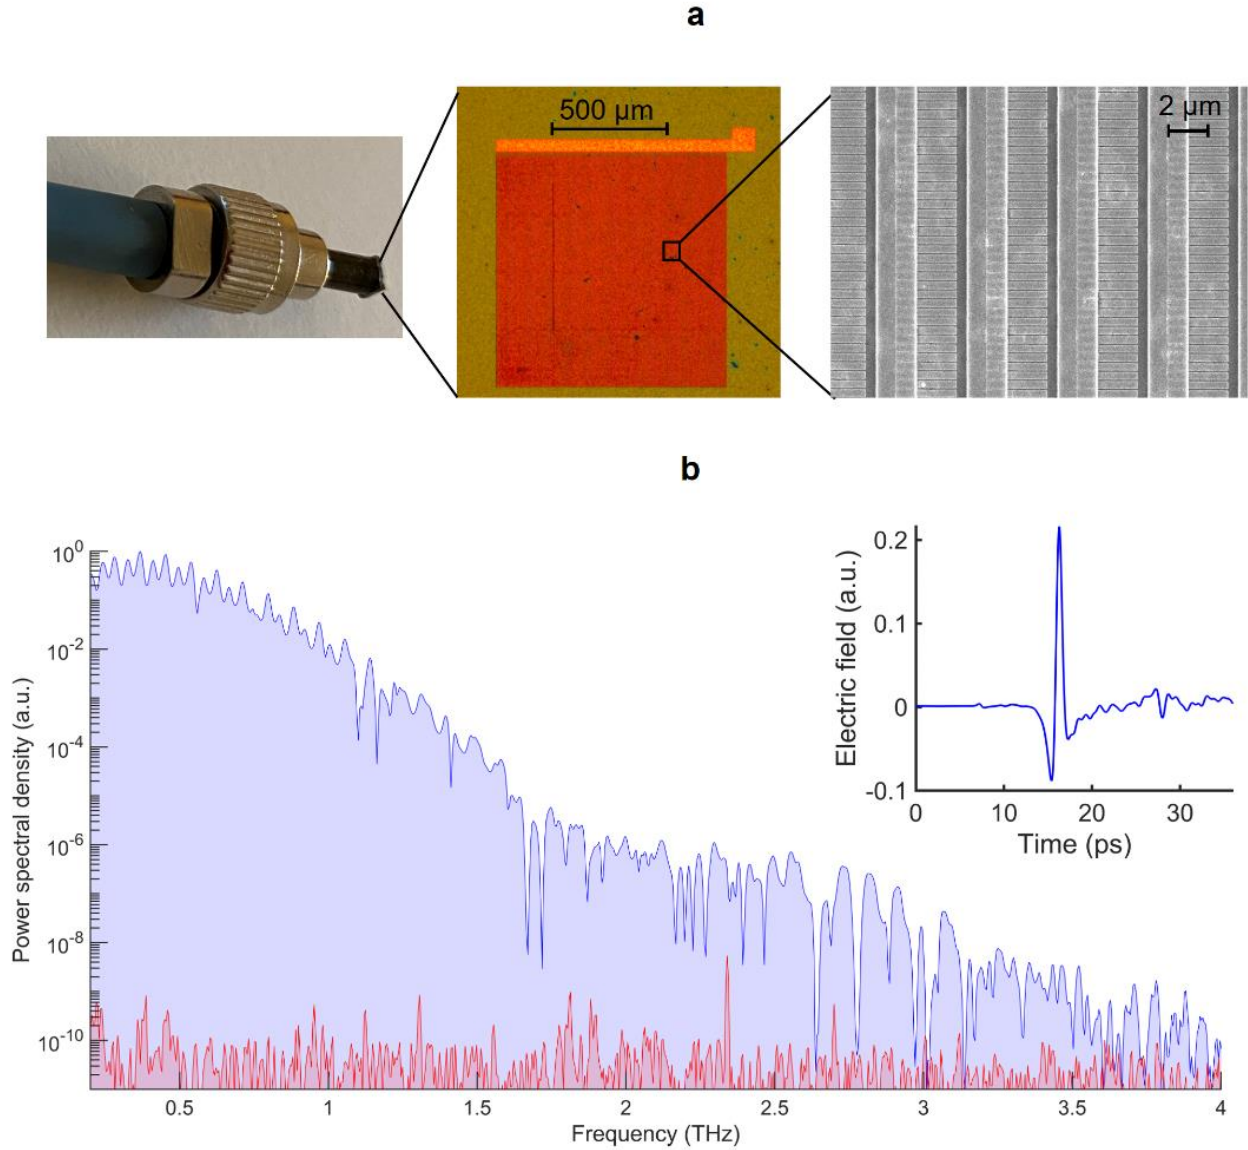 a
500 µm
2 µm
b
Power spectral density (a.u.)
10^0
10^-2
10^-4
10^-6
10^-8
10^-10
0.5 1 1.5 2 2.5 3 3.5 4
Frequency (THz)
Electric field (a.u.)
0.2
0.1
0
-0.1
0 10 20 30
Time (ps)